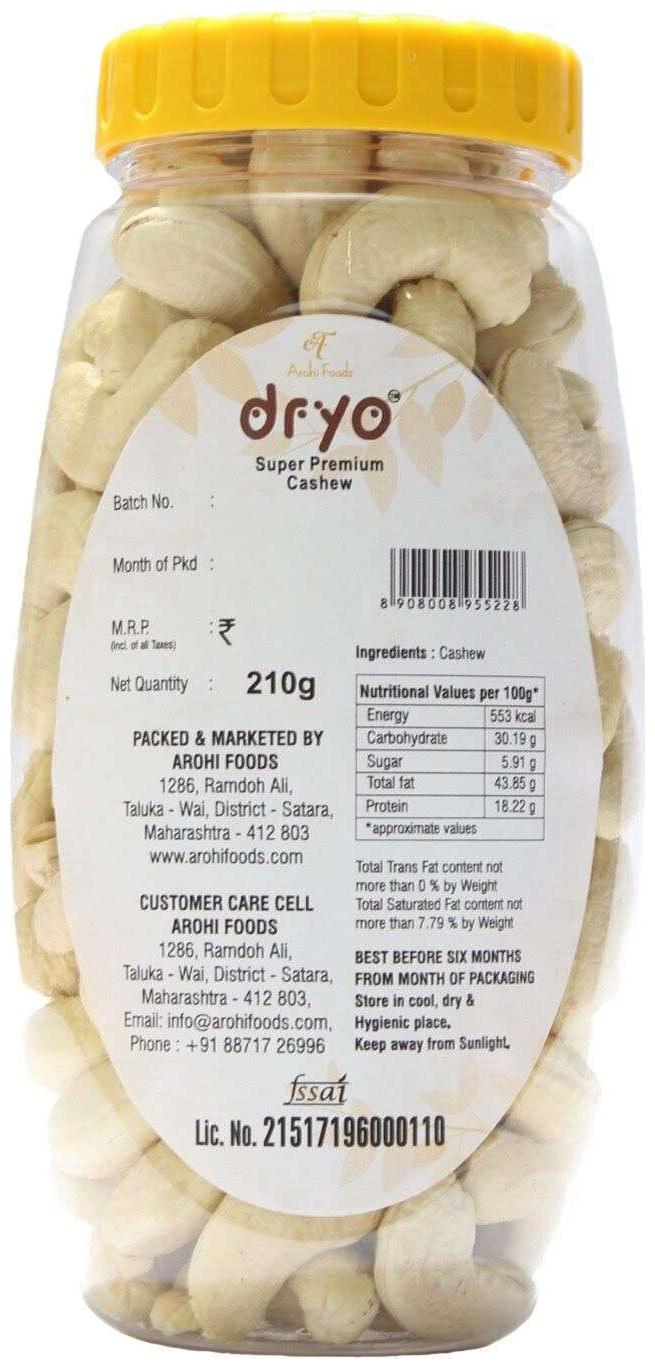 Arohi Foods
dryo™
Super Premium
Cashew
Batch No. :
Month of Pkd :
M.R.P. : ₹
(incl. of all Taxes)
Net Quantity : 210g
PACKED & MARKETED BY
AROHI FOODS
1286, Ramdoh Ali,
Taluka - Wai, District - Satara,
Maharashtra - 412 803
www.arohifoods.com
CUSTOMER CARE CELL
AROHI FOODS
1286, Ramdoh Ali,
Taluka - Wai, District - Satara,
Maharashtra - 412 803,
Email: info@arohifoods.com,
Phone : +91 88717 26996
8 908008 955228
Ingredients : Cashew
Nutritional Values per 100g*
Energy 553 kcal
Carbohydrate 30.19 g
Sugar 5.91 g
Total fat 43.85 g
Protein 18.22 g
*approximate values
Total Trans Fat content not
more than 0 % by Weight
Total Saturated Fat content not
more than 7.79 % by Weight
BEST BEFORE SIX MONTHS
FROM MONTH OF PACKAGING
Store in cool, dry &
Hygienic place.
Keep away from Sunlight.
fssai
Lic. No. 21517196000110